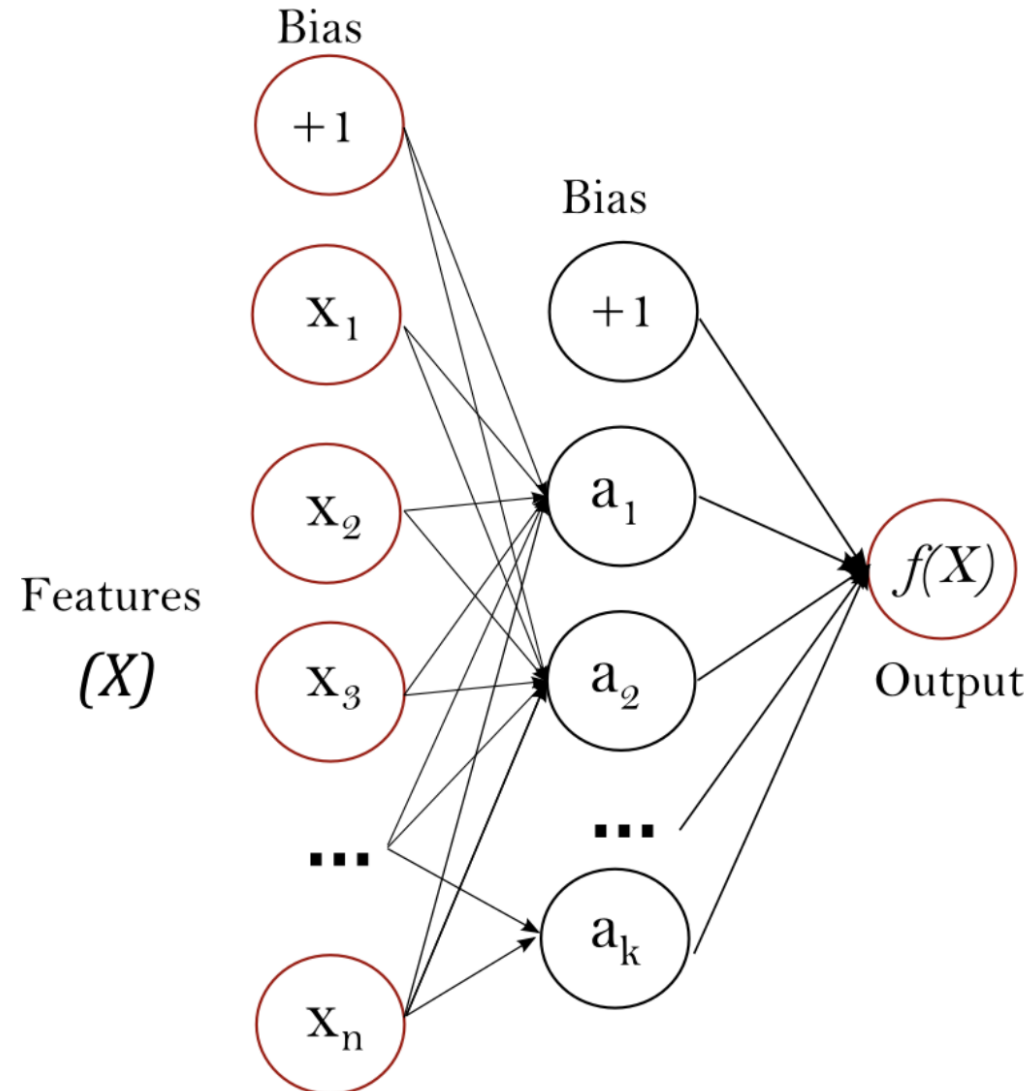 Bias
+1
x₁
x₂
Features
(X)
x₃
...
xₙ
Bias
+1
a₁
a₂
...
aₖ
f(X)
Output